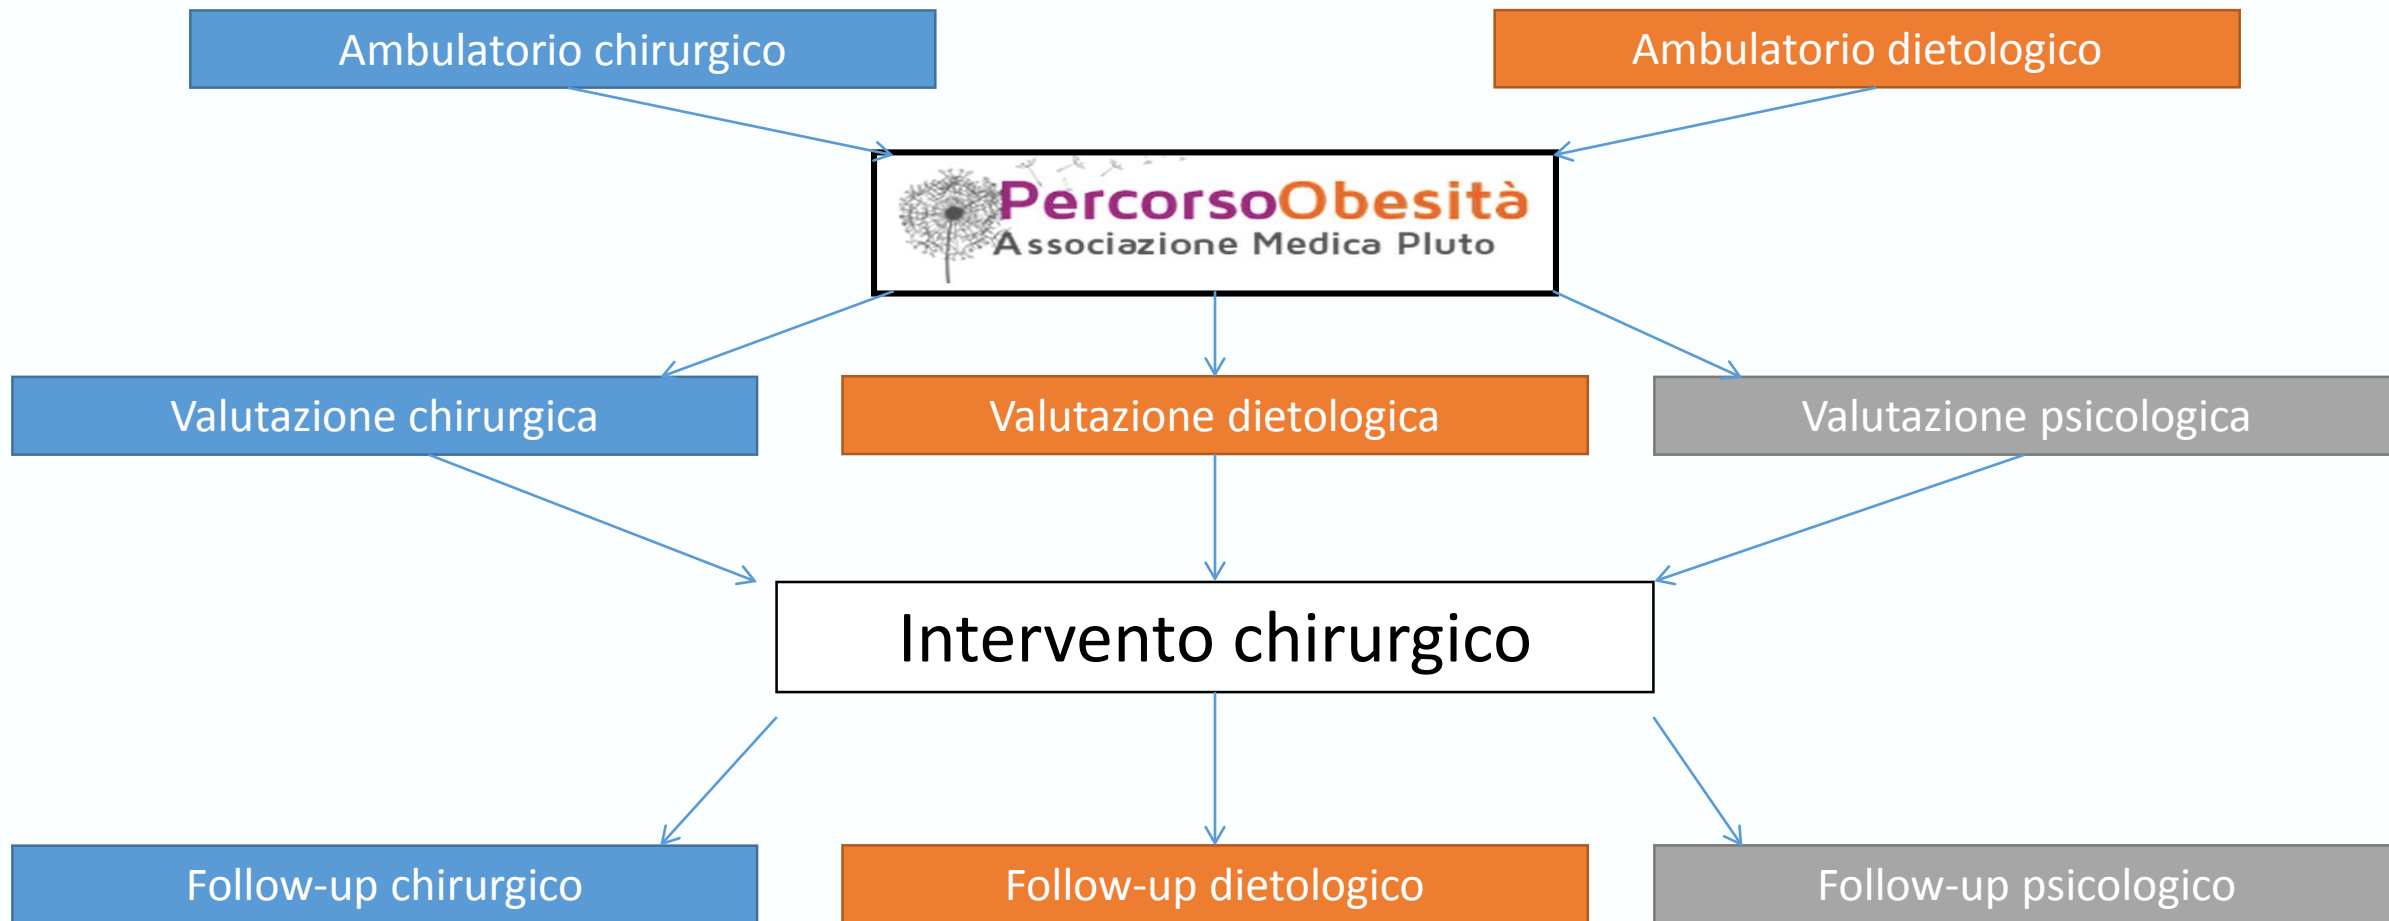 Ambulatorio chirurgico
Ambulatorio dietologico
PercorsoObesità
Associazione Medica Pluto
Valutazione chirurgica
Valutazione dietologica
Valutazione psicologica
Intervento chirurgico
Follow-up chirurgico
Follow-up dietologico
Follow-up psicologico